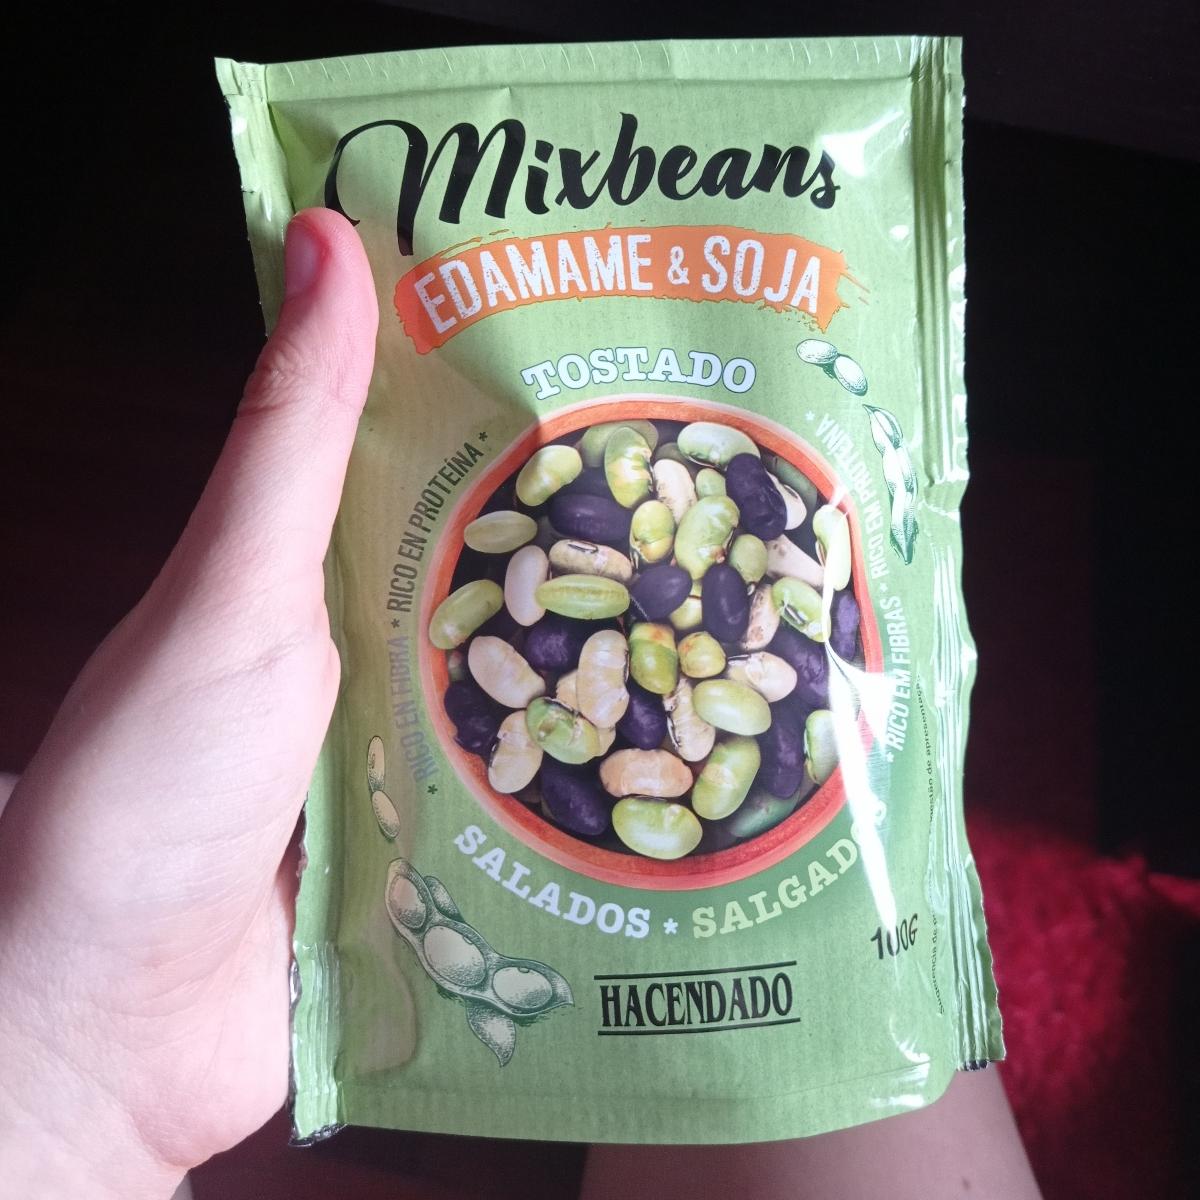 Mixbeans
EDAMAME & SOJA
TOSTADO
* RICO EN FIBRA * RICO EN PROTEÍNA *
* RICO EM FIBRAS * RICO EM PROTEÍNA *
SALADOS * SALGADOS
100G
HACENDADO